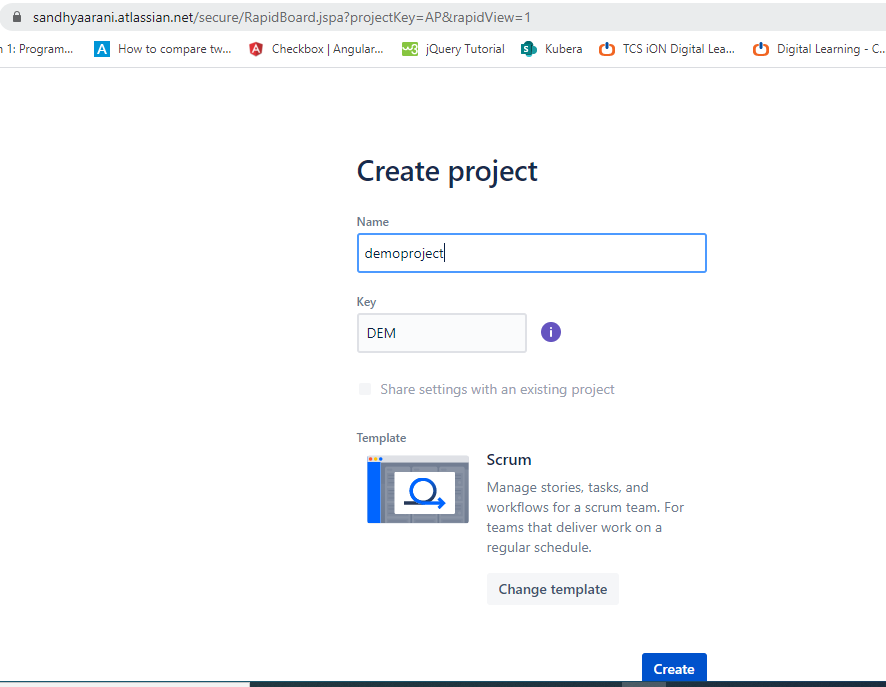 sandhyaarani.atlassian.net/secure/RapidBoard.jspa?projectKey=AP&rapidView=1
n 1: Program... A How to compare tw... A Checkbox | Angular... w3 jQuery Tutorial S Kubera TCS iON Digital Lea... Digital Learning - C...
Create project
Name
demoproject
Key
DEM i
Share settings with an existing project
Template
Scrum
Manage stories, tasks, and
workflows for a scrum team. For
teams that deliver work on a
regular schedule.
Change template
Create